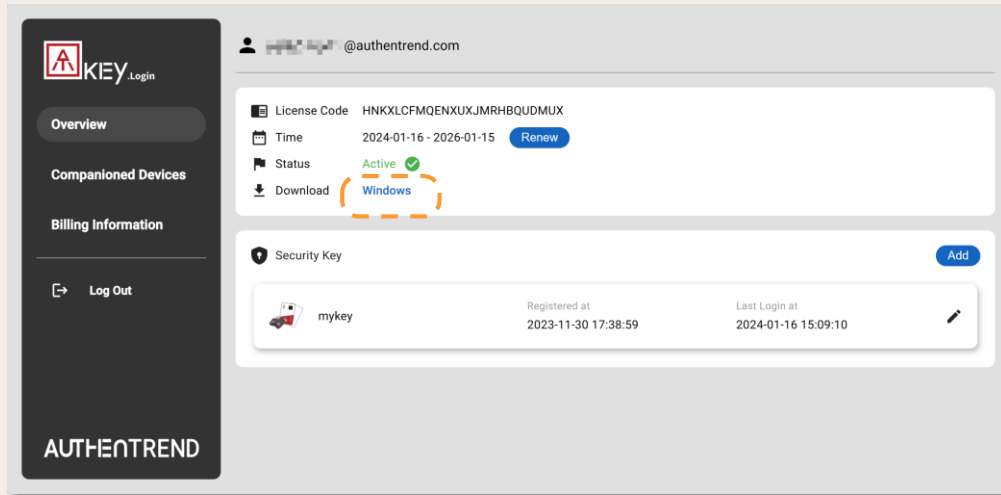 KEY.Login
Overview
Companioned Devices
Billing Information
Log Out
AUTHENTREND
@authentrend.com
License Code HNKXLCFMQENXUXJMRHBQUDMUX
Time 2024-01-16 - 2026-01-15 Renew
Status Active
Download Windows
Security Key Add
mykey
Registered at
2023-11-30 17:38:59
Last Login at
2024-01-16 15:09:10